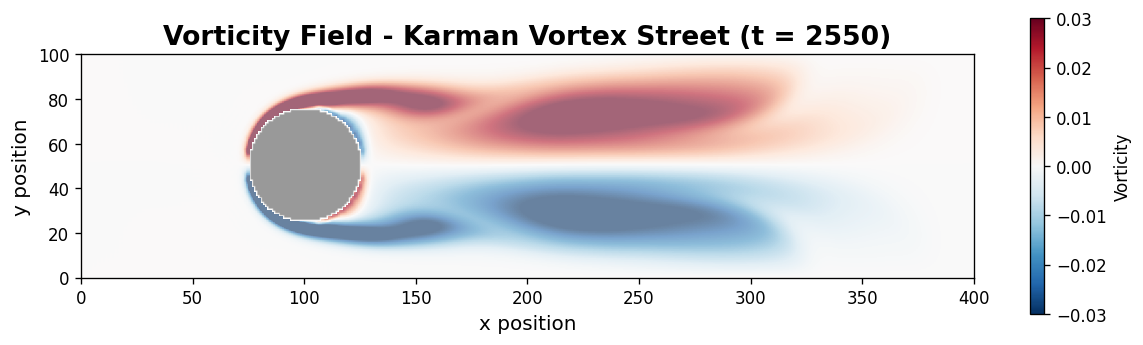 Vorticity Field - Karman Vortex Street (t = 2550)
100
80
60
40
20
0
y position
0 50 100 150 200 250 300 350 400
x position
0.03
0.02
0.01
0.00
−0.01
−0.02
−0.03
Vorticity